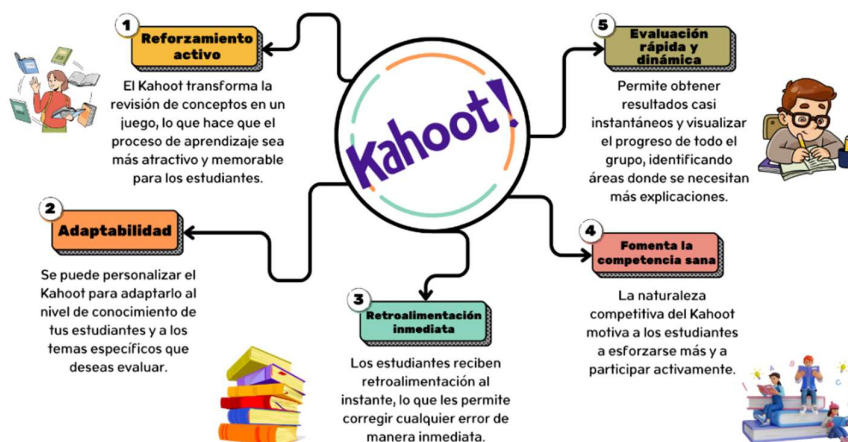 Kahoot!
1
Reforzamiento
activo
El Kahoot transforma la
revisión de conceptos en un
juego, lo que hace que el
proceso de aprendizaje sea
más atractivo y memorable
para los estudiantes.
2
Adaptabilidad
Se puede personalizar el
Kahoot para adaptarlo al
nivel de conocimiento de
tus estudiantes y a los
temas específicos que
deseas evaluar.
3
Retroalimentación
inmediata
Los estudiantes reciben
retroalimentación al
instante, lo que les permite
corregir cualquier error de
manera inmediata.
4
Fomenta la
competencia sana
La naturaleza
competitiva del Kahoot
motiva a los estudiantes
a esforzarse más y a
participar activamente.
5
Evaluación
rápida y
dinámica
Permite obtener
resultados casi
instantáneos y visualizar
el progreso de todo el
grupo, identificando
áreas donde se necesitan
más explicaciones.